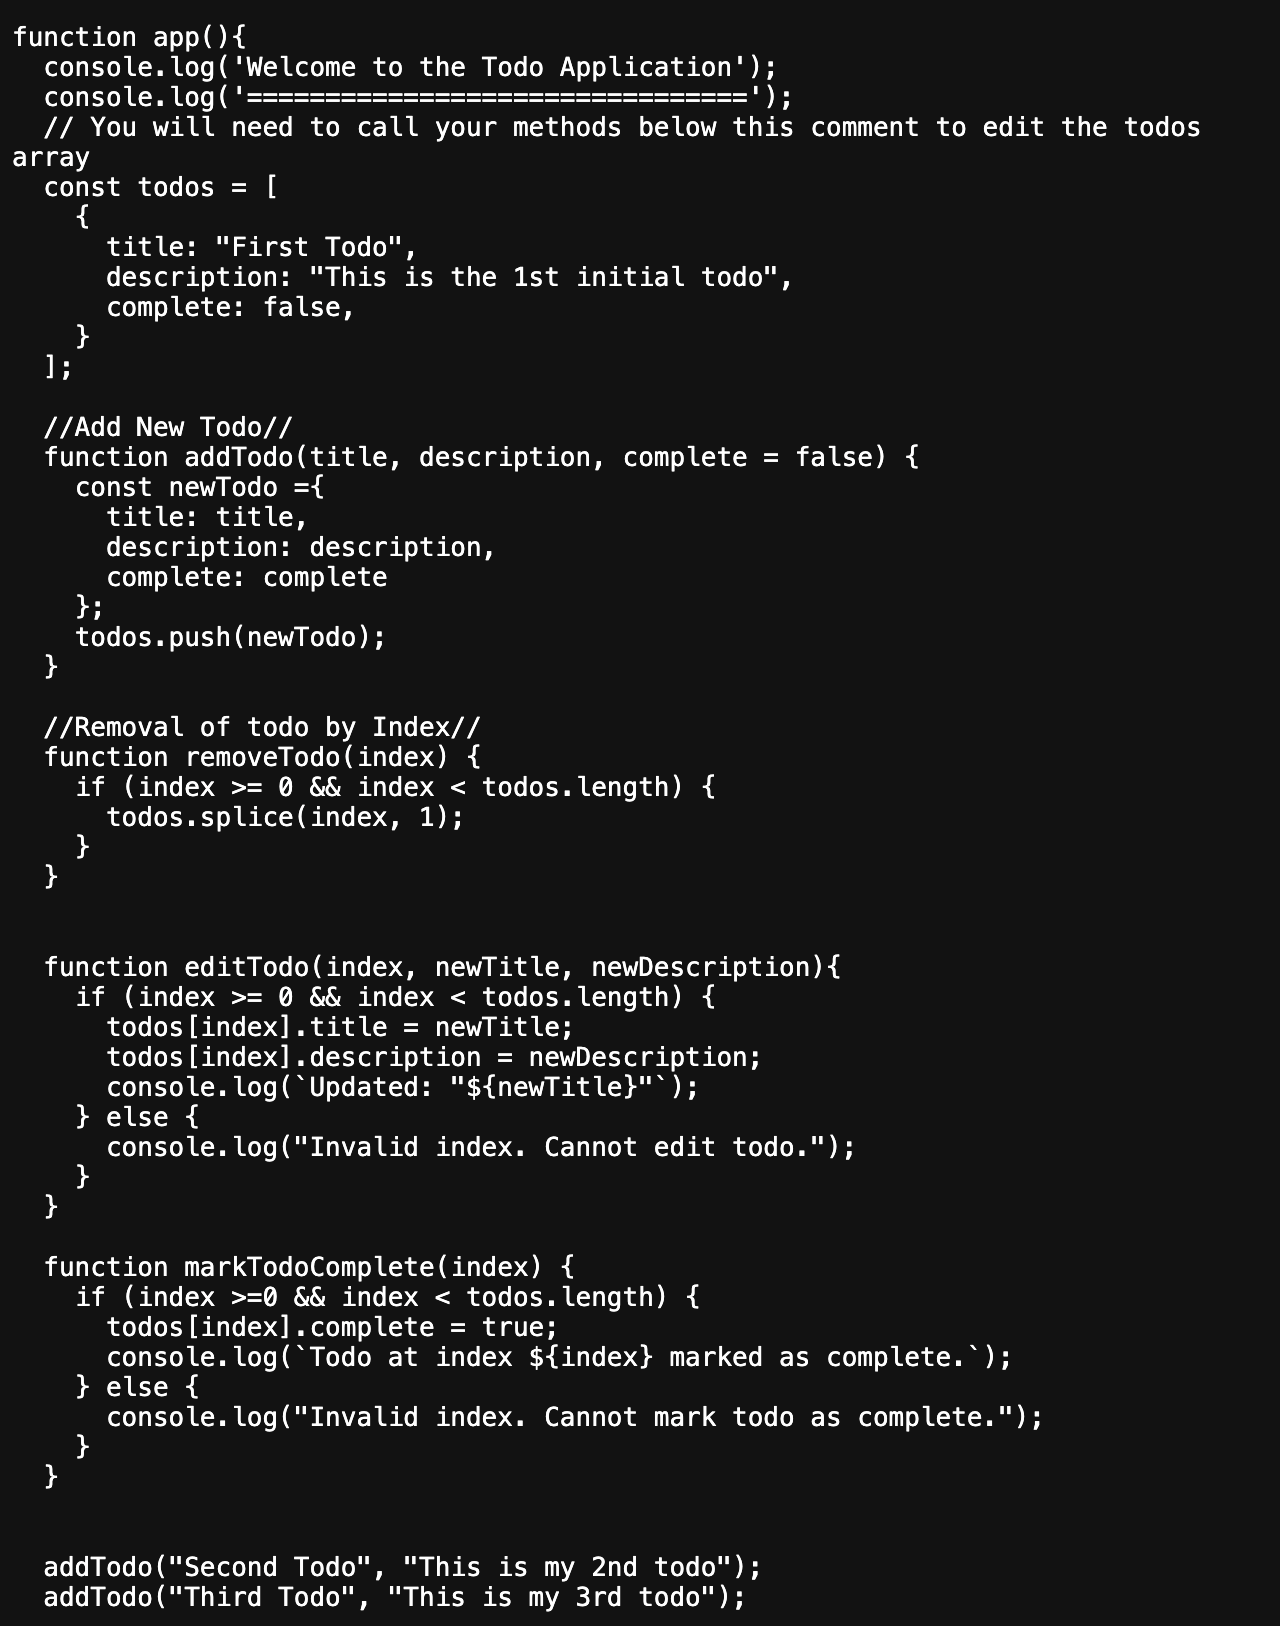 function app(){
  console.log('Welcome to the Todo Application');
  console.log('================================');
  // You will need to call your methods below this comment to edit the todos
array
  const todos = [
    {
      title: "First Todo",
      description: "This is the 1st initial todo",
      complete: false,
    }
  ];

  //Add New Todo//
  function addTodo(title, description, complete = false) {
    const newTodo ={
      title: title,
      description: description,
      complete: complete
    };
    todos.push(newTodo);
  }

  //Removal of todo by Index//
  function removeTodo(index) {
    if (index >= 0 && index < todos.length) {
      todos.splice(index, 1);
    }
  }


  function editTodo(index, newTitle, newDescription){
    if (index >= 0 && index < todos.length) {
      todos[index].title = newTitle;
      todos[index].description = newDescription;
      console.log(`Updated: "${newTitle}"`);
    } else {
      console.log("Invalid index. Cannot edit todo.");
    }
  }

  function markTodoComplete(index) {
    if (index >=0 && index < todos.length) {
      todos[index].complete = true;
      console.log(`Todo at index ${index} marked as complete.`);
    } else {
      console.log("Invalid index. Cannot mark todo as complete.");
    }
  }


  addTodo("Second Todo", "This is my 2nd todo");
  addTodo("Third Todo", "This is my 3rd todo");